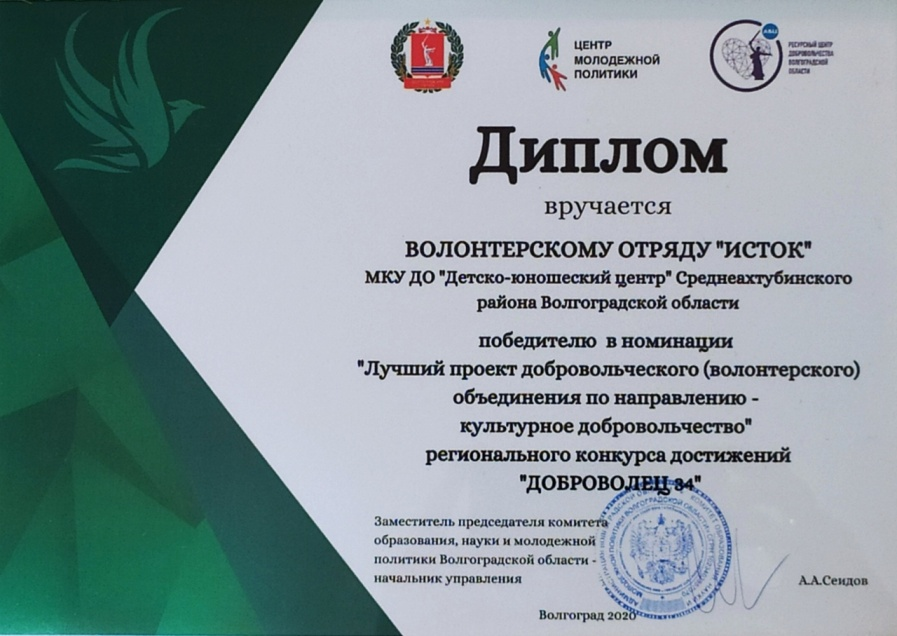 ЦЕНТР
МОЛОДЕЖНОЙ
ПОЛИТИКИ
АВЦ
РЕСУРСНЫЙ ЦЕНТР
ДОБРОВОЛЬЧЕСТВА
ВОЛГОГРАДСКОЙ
ОБЛАСТИ
Диплом
вручается
ВОЛОНТЕРСКОМУ ОТРЯДУ "ИСТОК"
МКУ ДО "Детско-юношеский центр" Среднеахтубинского
района Волгоградской области
победителю в номинации
"Лучший проект добровольческого (волонтерского)
объединения по направлению -
культурное добровольчество"
регионального конкурса достижений
"ДОБРОВОЛЕЦ 34"
Заместитель председателя комитета
образования, науки и молодежной
политики Волгоградской области -
начальник управления
А.А.Сеидов
Волгоград 2020